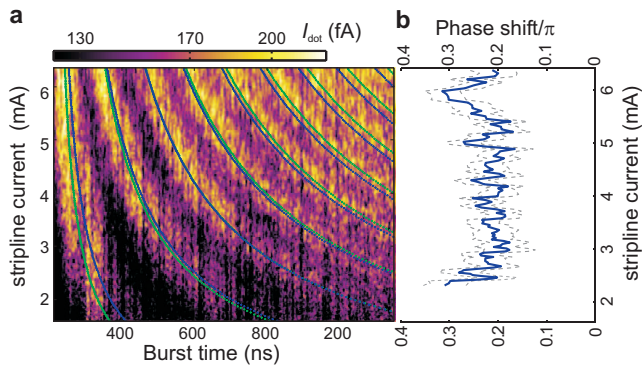 a
I_dot (fA)
130 170 200
stripline current (mA)
6
5
4
3
2
400 600 800 200
Burst time (ns)
b
Phase shift/π
0.4 0.3 0.2 0.1 0
6
5
4
3
2
stripline current (mA)
0.4 0.3 0.2 0.1 0